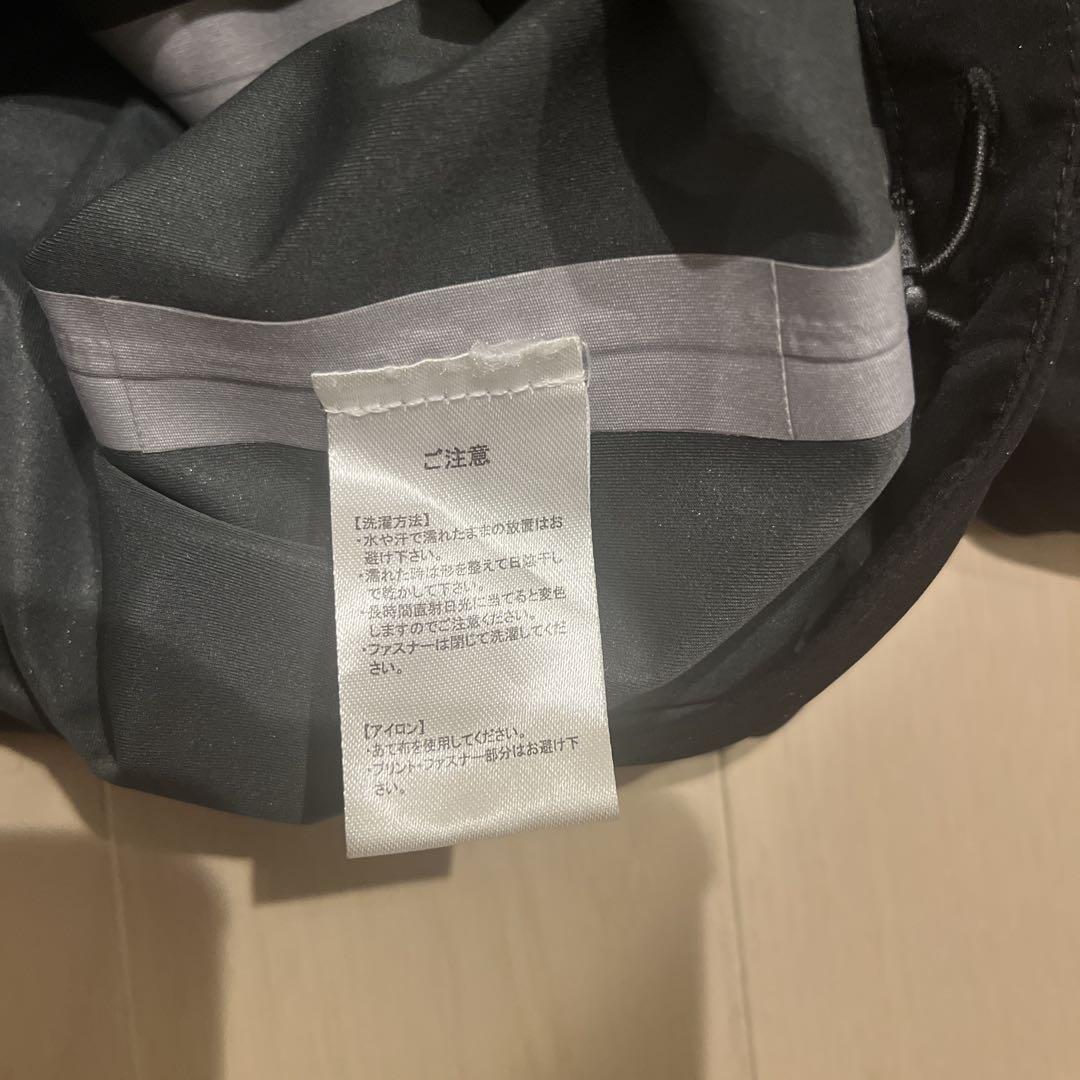 ご注意
【洗濯方法】
・水や汗で濡れたままの放置はお
避け下さい。
・濡れた時は形を整えて日陰干し
で乾かして下さい。
・長時間直射日光に当てると変色
しますのでご注意ください。
・ファスナーは閉じて洗濯してくだ
さい。
【アイロン】
・あて布を使用してください。
・プリント・ファスナー部分はお避け下
さい。